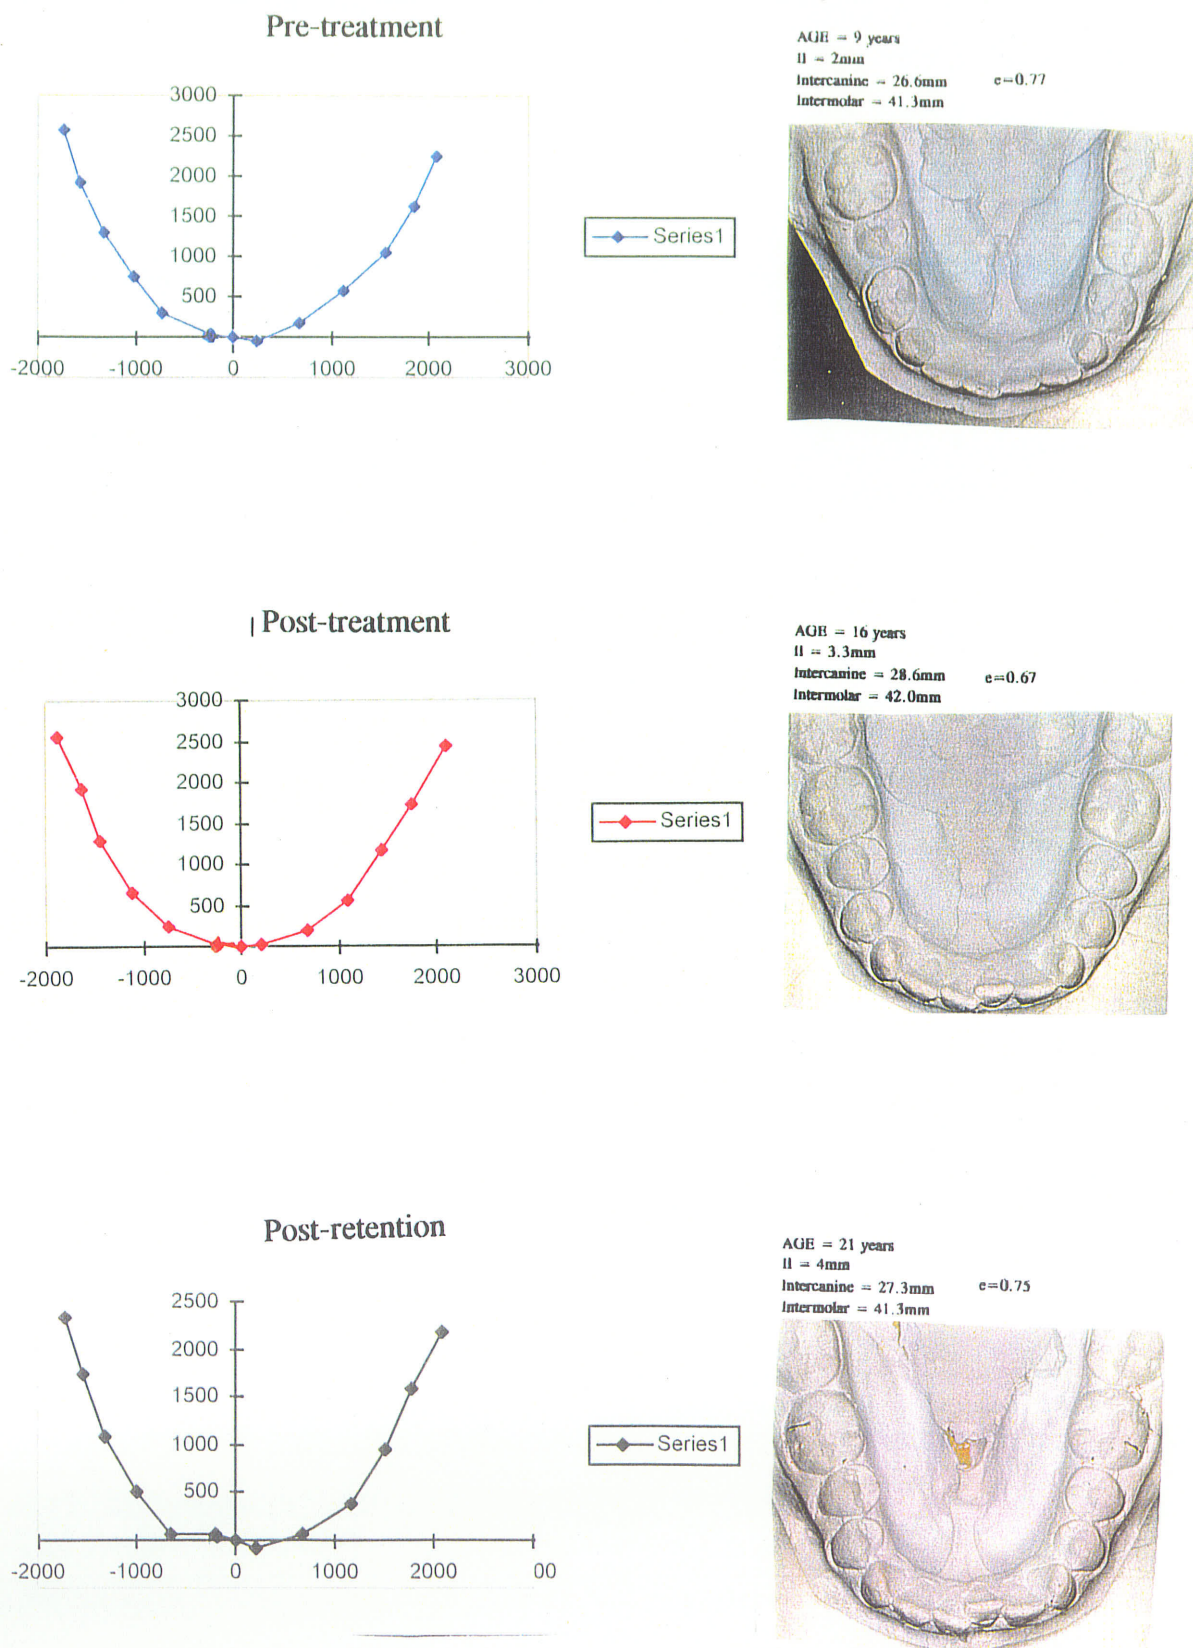 Pre-treatment
AGE = 9 years
II = 2mm
Intercanine = 26.6mm e=0.77
Intermolar = 41.3mm
3000
2500
2000
1500
1000
500
-2000 -1000 0 1000 2000 3000
Series1
Post-treatment
AGE = 16 years
II = 3.3mm
Intercanine = 28.6mm e=0.67
Intermolar = 42.0mm
3000
2500
2000
1500
1000
500
-2000 -1000 0 1000 2000 3000
Series1
Post-retention
AGE = 21 years
II = 4mm
Intercanine = 27.3mm e=0.75
Intermolar = 41.3mm
2500
2000
1500
1000
500
-2000 -1000 0 1000 2000 00
Series1